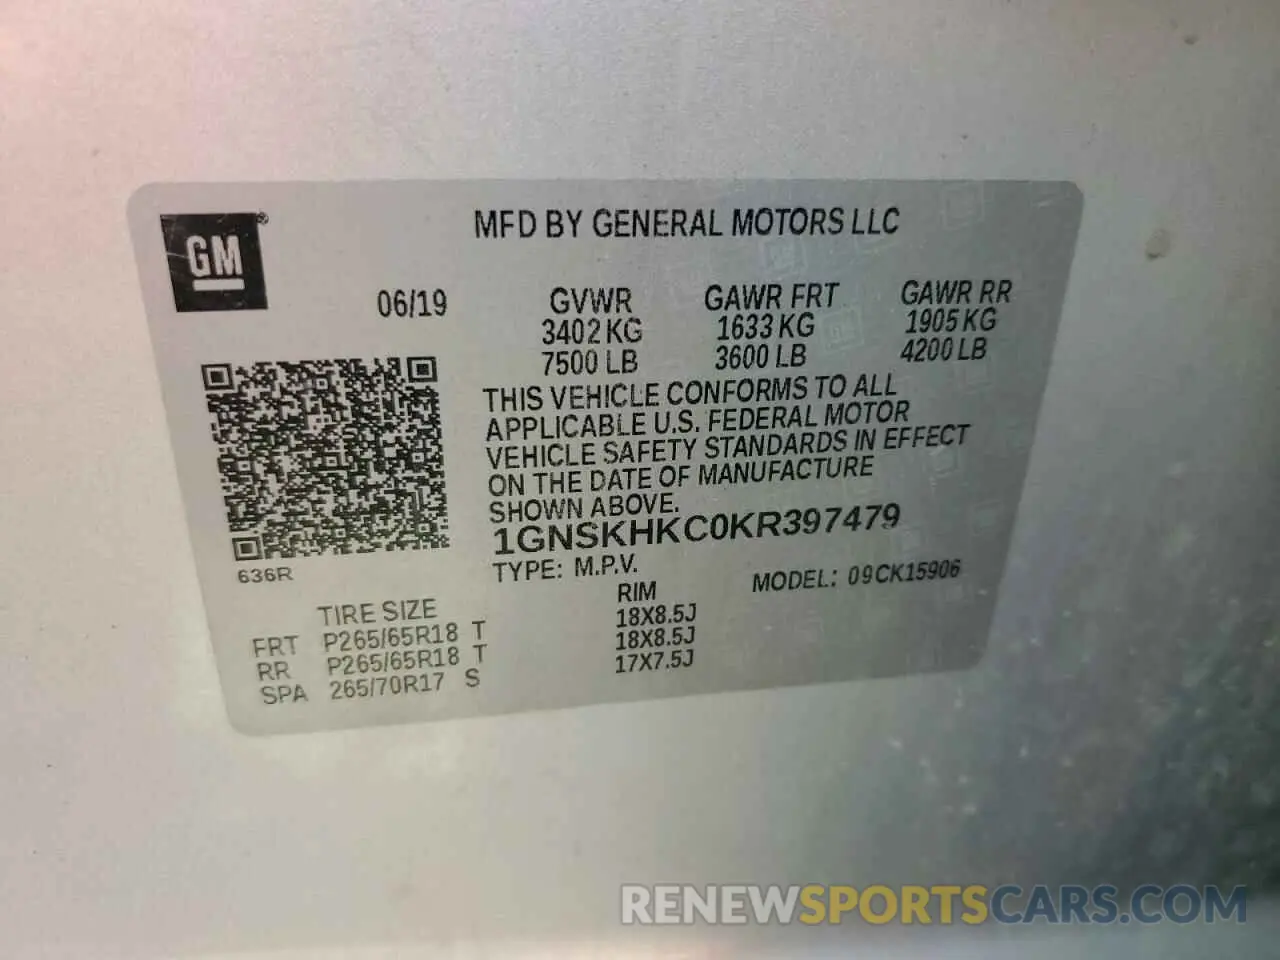 GM®
MFD BY GENERAL MOTORS LLC
06/19 GVWR GAWR FRT GAWR RR
3402 KG 1633 KG 1905 KG
7500 LB 3600 LB 4200 LB
THIS VEHICLE CONFORMS TO ALL
APPLICABLE U.S. FEDERAL MOTOR
VEHICLE SAFETY STANDARDS IN EFFECT
ON THE DATE OF MANUFACTURE
SHOWN ABOVE.
1GNSKHKC0KR397479
636R
TYPE: M.P.V. MODEL: 09CK15906
TIRE SIZE RIM
FRT P265/65R18 T 18X8.5J
RR P265/65R18 T 18X8.5J
SPA 265/70R17 S 17X7.5J
RENEWSPORTSCARS.COM